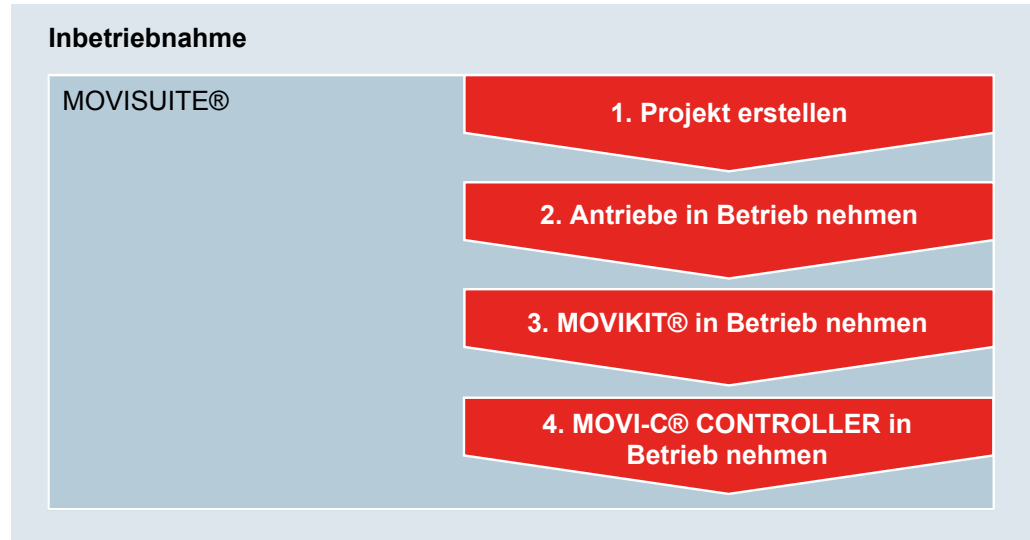 Inbetriebnahme
MOVISUITE®
1. Projekt erstellen
2. Antriebe in Betrieb nehmen
3. MOVIKIT® in Betrieb nehmen
4. MOVI-C® CONTROLLER in
Betrieb nehmen